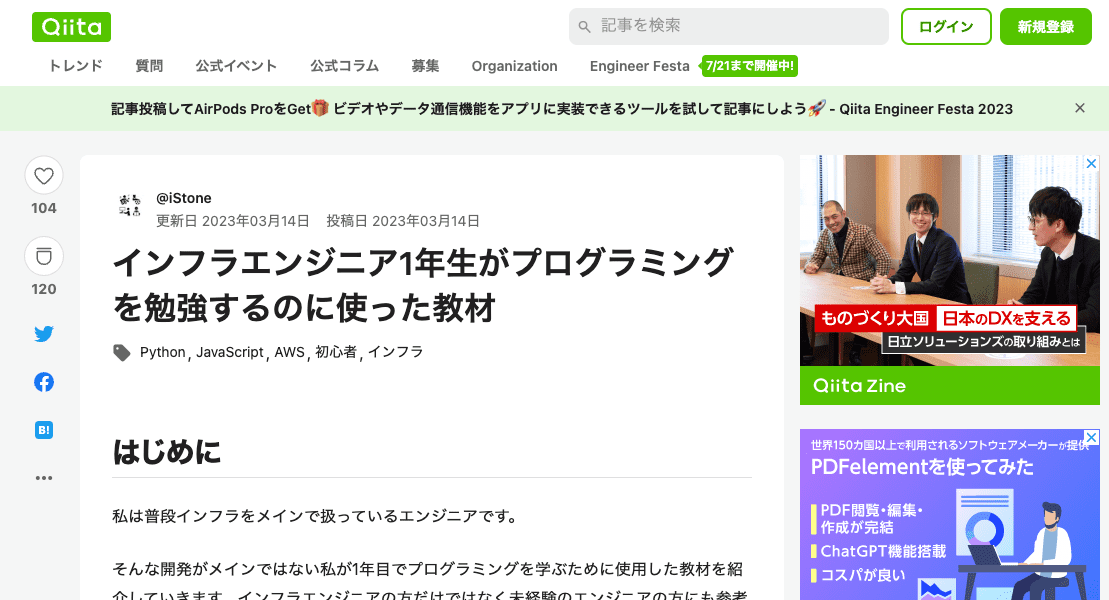 Qiita
記事を検索
ログイン
新規登録
トレンド
質問
公式イベント
公式コラム
募集
Organization
Engineer Festa
7/21まで開催中!
記事投稿してAirPods ProをGet🎁 ビデオやデータ通信機能をアプリに実装できるツールを試して記事にしよう🚀 - Qiita Engineer Festa 2023
104
120
B!
@iStone
更新日 2023年03月14日 投稿日 2023年03月14日
インフラエンジニア1年生がプログラミング
を勉強するのに使った教材
Python, JavaScript, AWS, 初心者, インフラ
はじめに
私は普段インフラをメインで扱っているエンジニアです。
そんな開発がメインではない私が1年目でプログラミングを学ぶために使用した教材を紹
介していきます。インフラエンジニアの方だけではなく未経験のエンジニアの方にも参考
ものづくり大国 日本のDXを支える
日立ソリューションズの取り組みとは
Qiita Zine
世界150カ国以上で利用されるソフトウェアメーカーが提供
PDFelementを使ってみた
PDF閲覧・編集・
作成が完結
ChatGPT機能搭載
コスパが良い